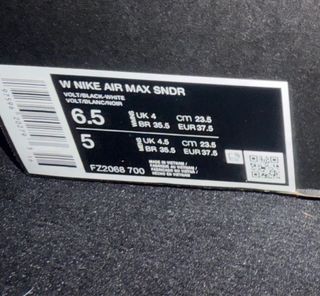 W NIKE AIR MAX SNDR
VOLT/BLACK-WHITE
VOLT/BLANC/NOIR
6.5 UK 4 cm 23.5
BR 35.5 EUR 37.5
5 UK 4.5 cm 23.5
BR 35.5 EUR 37.5
FZ2068 700
MADE IN VIETNAM